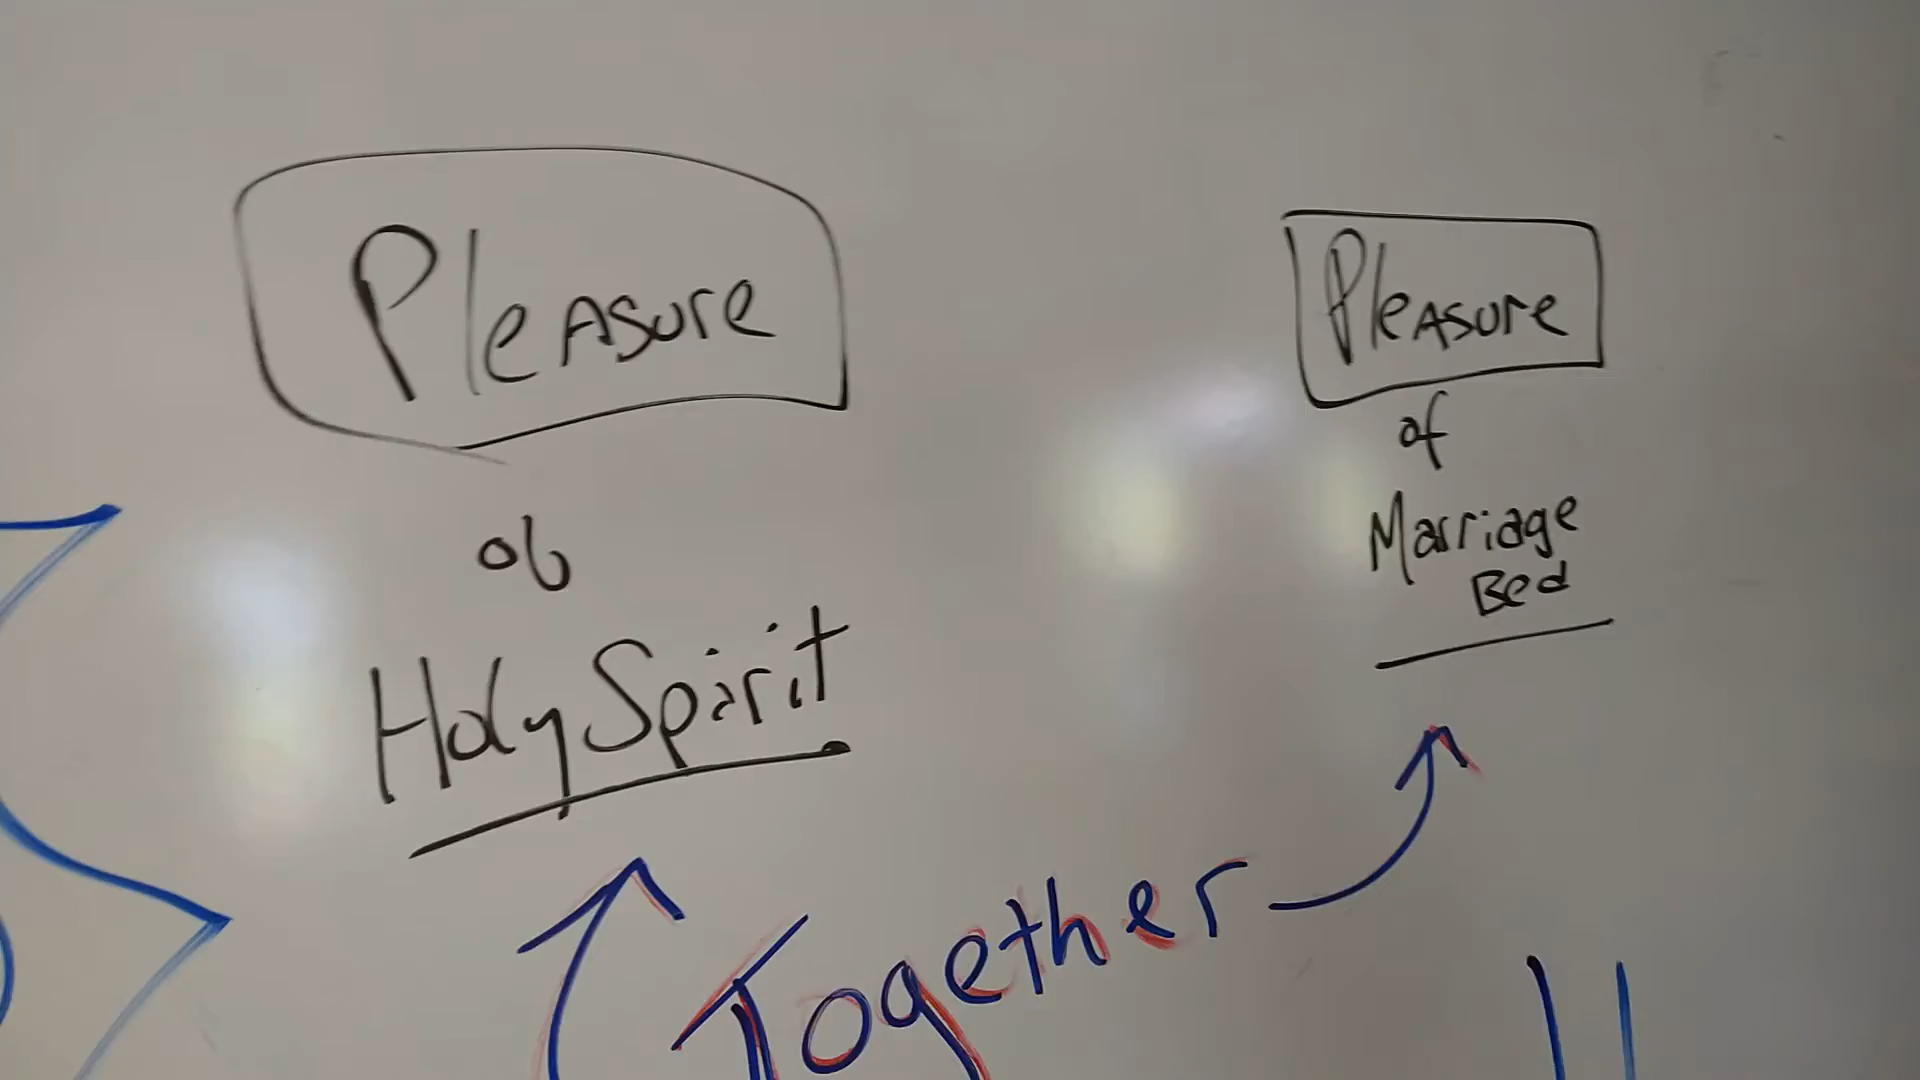 Pleasure
of
Holy Spirit
Pleasure
of
Marriage
Bed
Together